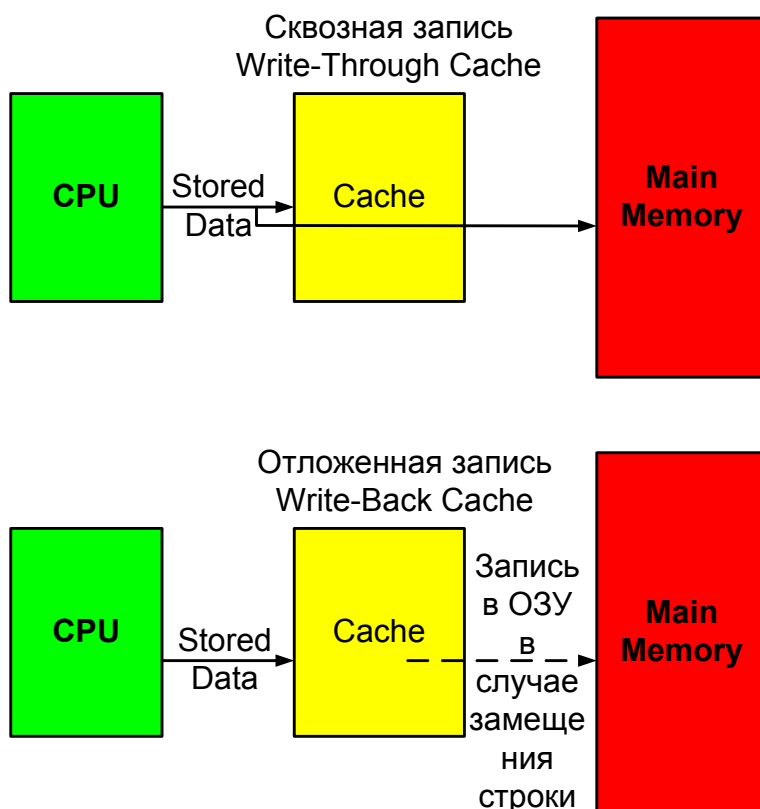 Сквозная запись
Write-Through Cache
CPU
Stored
Data
Cache
Main
Memory
Отложенная запись
Write-Back Cache
CPU
Stored
Data
Cache
Запись
в ОЗУ
в
случае
замеще
ния
строки
Main
Memory